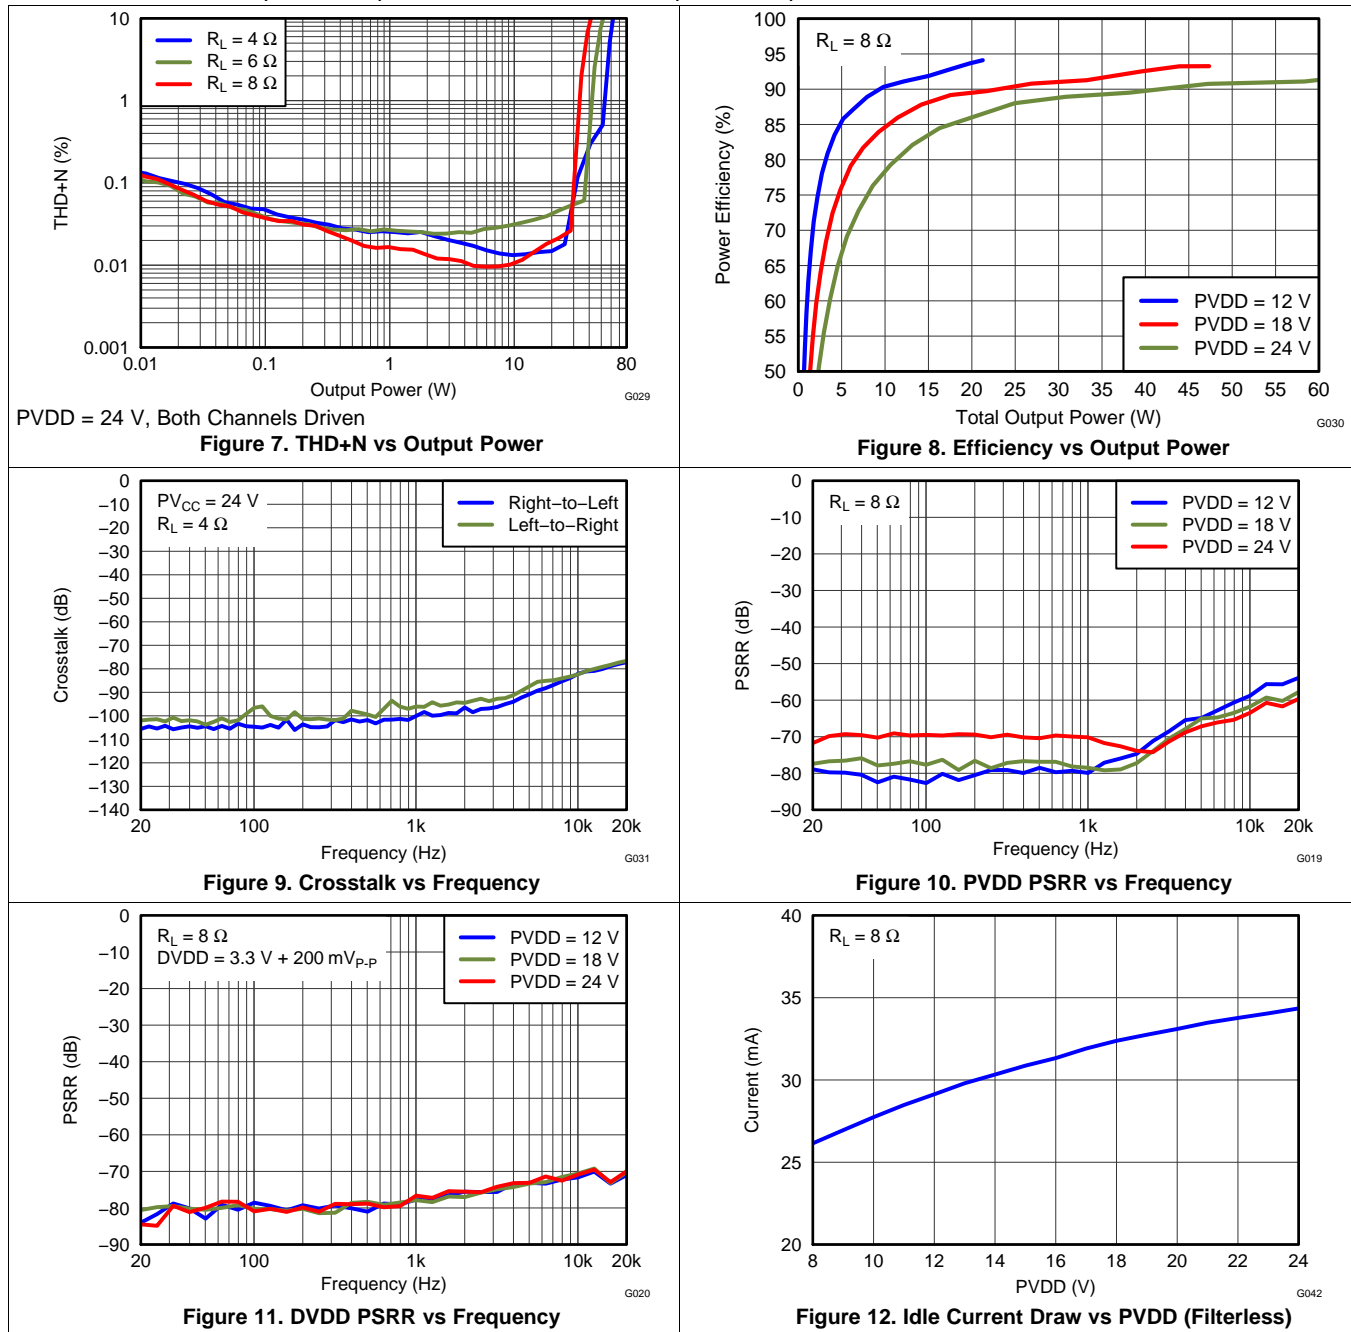 10
1
0.1
0.01
0.001
THD+N (%)
R_L = 4 Ω
R_L = 6 Ω
R_L = 8 Ω
0.01 0.1 1 10 80
Output Power (W)
G029
PVDD = 24 V, Both Channels Driven
Figure 7. THD+N vs Output Power
100
95
90
85
80
75
70
65
60
55
50
Power Efficiency (%)
R_L = 8 Ω
PVDD = 12 V
PVDD = 18 V
PVDD = 24 V
0 5 10 15 20 25 30 35 40 45 50 55 60
Total Output Power (W)
G030
Figure 8. Efficiency vs Output Power
0
−10
−20
−30
−40
−50
−60
−70
−80
−90
−100
−110
−120
−130
−140
Crosstalk (dB)
PV_CC = 24 V
R_L = 4 Ω
Right−to−Left
Left−to−Right
20 100 1k 10k 20k
Frequency (Hz)
G031
Figure 9. Crosstalk vs Frequency
0
−10
−20
−30
−40
−50
−60
−70
−80
−90
PSRR (dB)
R_L = 8 Ω
PVDD = 12 V
PVDD = 18 V
PVDD = 24 V
20 100 1k 10k 20k
Frequency (Hz)
G019
Figure 10. PVDD PSRR vs Frequency
0
−10
−20
−30
−40
−50
−60
−70
−80
−90
PSRR (dB)
R_L = 8 Ω
DVDD = 3.3 V + 200 mV_P-P
PVDD = 12 V
PVDD = 18 V
PVDD = 24 V
20 100 1k 10k 20k
Frequency (Hz)
G020
Figure 11. DVDD PSRR vs Frequency
40
35
30
25
20
Current (mA)
R_L = 8 Ω
8 10 12 14 16 18 20 22 24
PVDD (V)
G042
Figure 12. Idle Current Draw vs PVDD (Filterless)